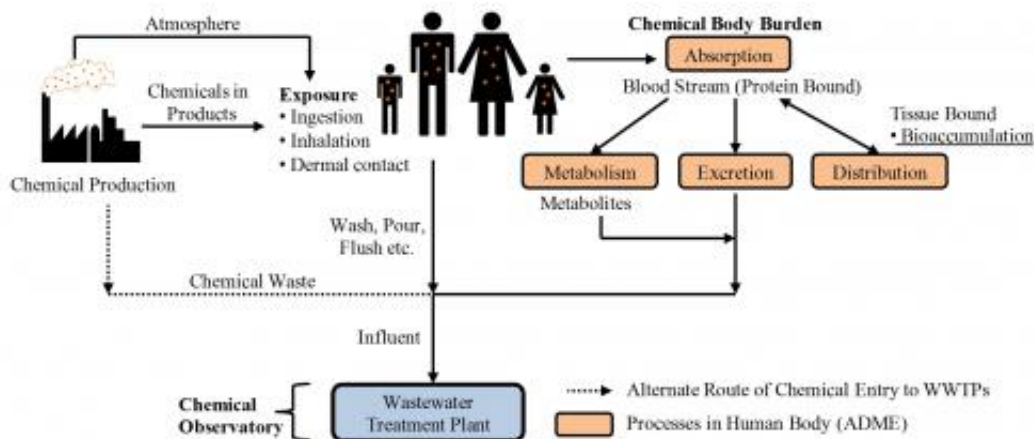 Atmosphere
Chemicals in
Products
Chemical Production
Exposure
• Ingestion
• Inhalation
• Dermal contact
Chemical Body Burden
Absorption
Blood Stream (Protein Bound)
Tissue Bound
• Bioaccumulation
Metabolism
Excretion
Distribution
Metabolites
Wash, Pour,
Flush etc.
Chemical Waste
Influent
Chemical
Observatory
Wastewater
Treatment Plant
Alternate Route of Chemical Entry to WWTPs
Processes in Human Body (ADME)